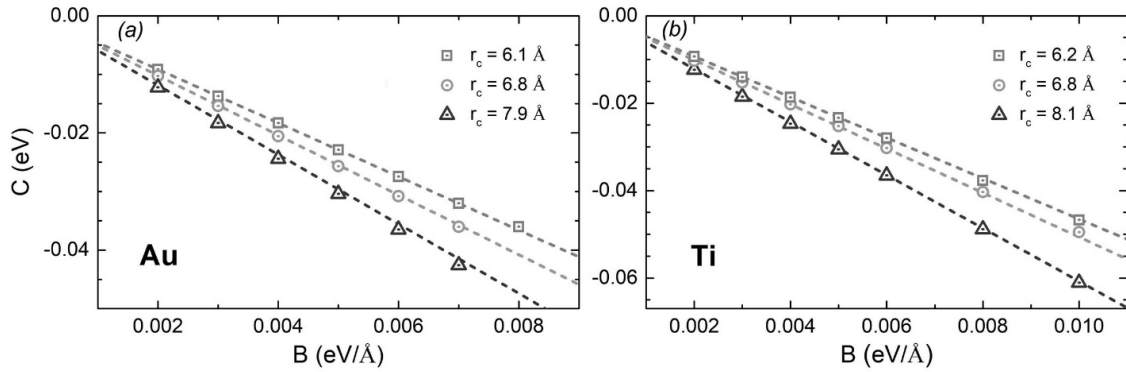 (a)
r_c = 6.1 Å
r_c = 6.8 Å
r_c = 7.9 Å
Au
0.00
-0.02
-0.04
C (eV)
0.002 0.004 0.006 0.008
B (eV/Å)
(b)
r_c = 6.2 Å
r_c = 6.8 Å
r_c = 8.1 Å
Ti
0.00
-0.02
-0.04
-0.06
0.002 0.004 0.006 0.008 0.010
B (eV/Å)